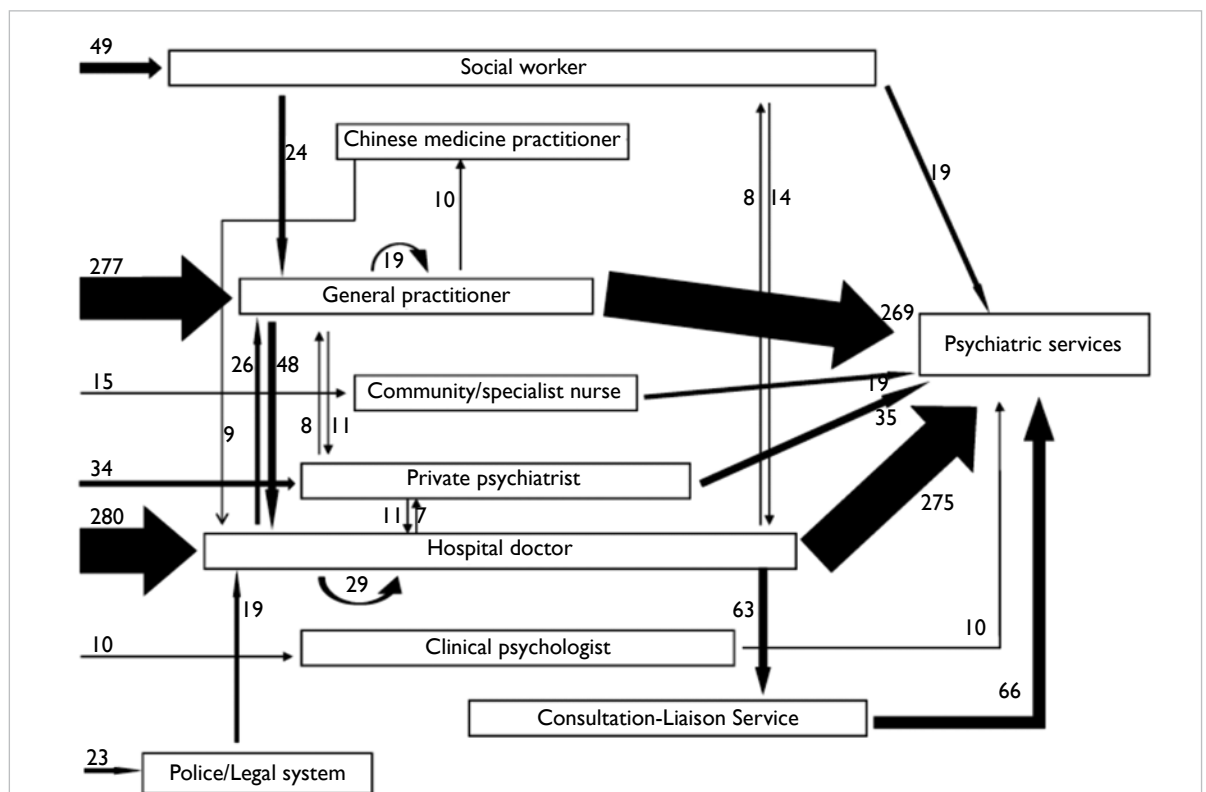 49
Social worker
24
Chinese medicine practitioner
10
8
14
19
277
19
General practitioner
269
Psychiatric services
26
48
15
Community/specialist nurse
19
8
11
9
35
34
Private psychiatrist
280
11
7
275
Hospital doctor
29
19
63
10
Clinical psychologist
10
66
Consultation-Liaison Service
23
Police/Legal system